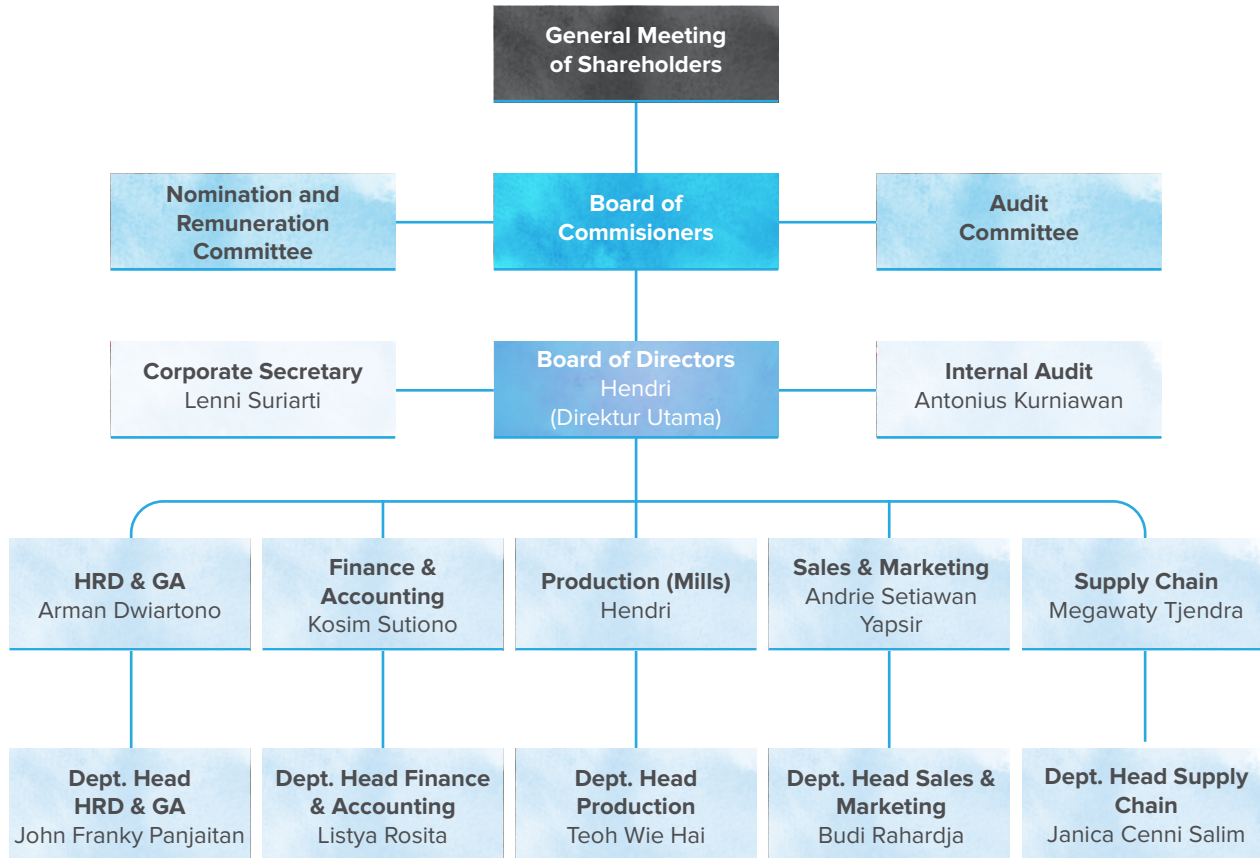 General Meeting
of Shareholders
Nomination and
Remuneration
Committee
Board of
Commisioners
Audit
Committee
Corporate Secretary
Lenni Suriarti
Board of Directors
Hendri
(Direktur Utama)
Internal Audit
Antonius Kurniawan
HRD & GA
Arman Dwiartono
Finance &
Accounting
Kosim Sutiono
Production (Mills)
Hendri
Sales & Marketing
Andrie Setiawan
Yapsir
Supply Chain
Megawaty Tjendra
Dept. Head
HRD & GA
John Franky Panjaitan
Dept. Head Finance
& Accounting
Listya Rosita
Dept. Head
Production
Teoh Wie Hai
Dept. Head Sales &
Marketing
Budi Rahardja
Dept. Head Supply
Chain
Janica Cenni Salim